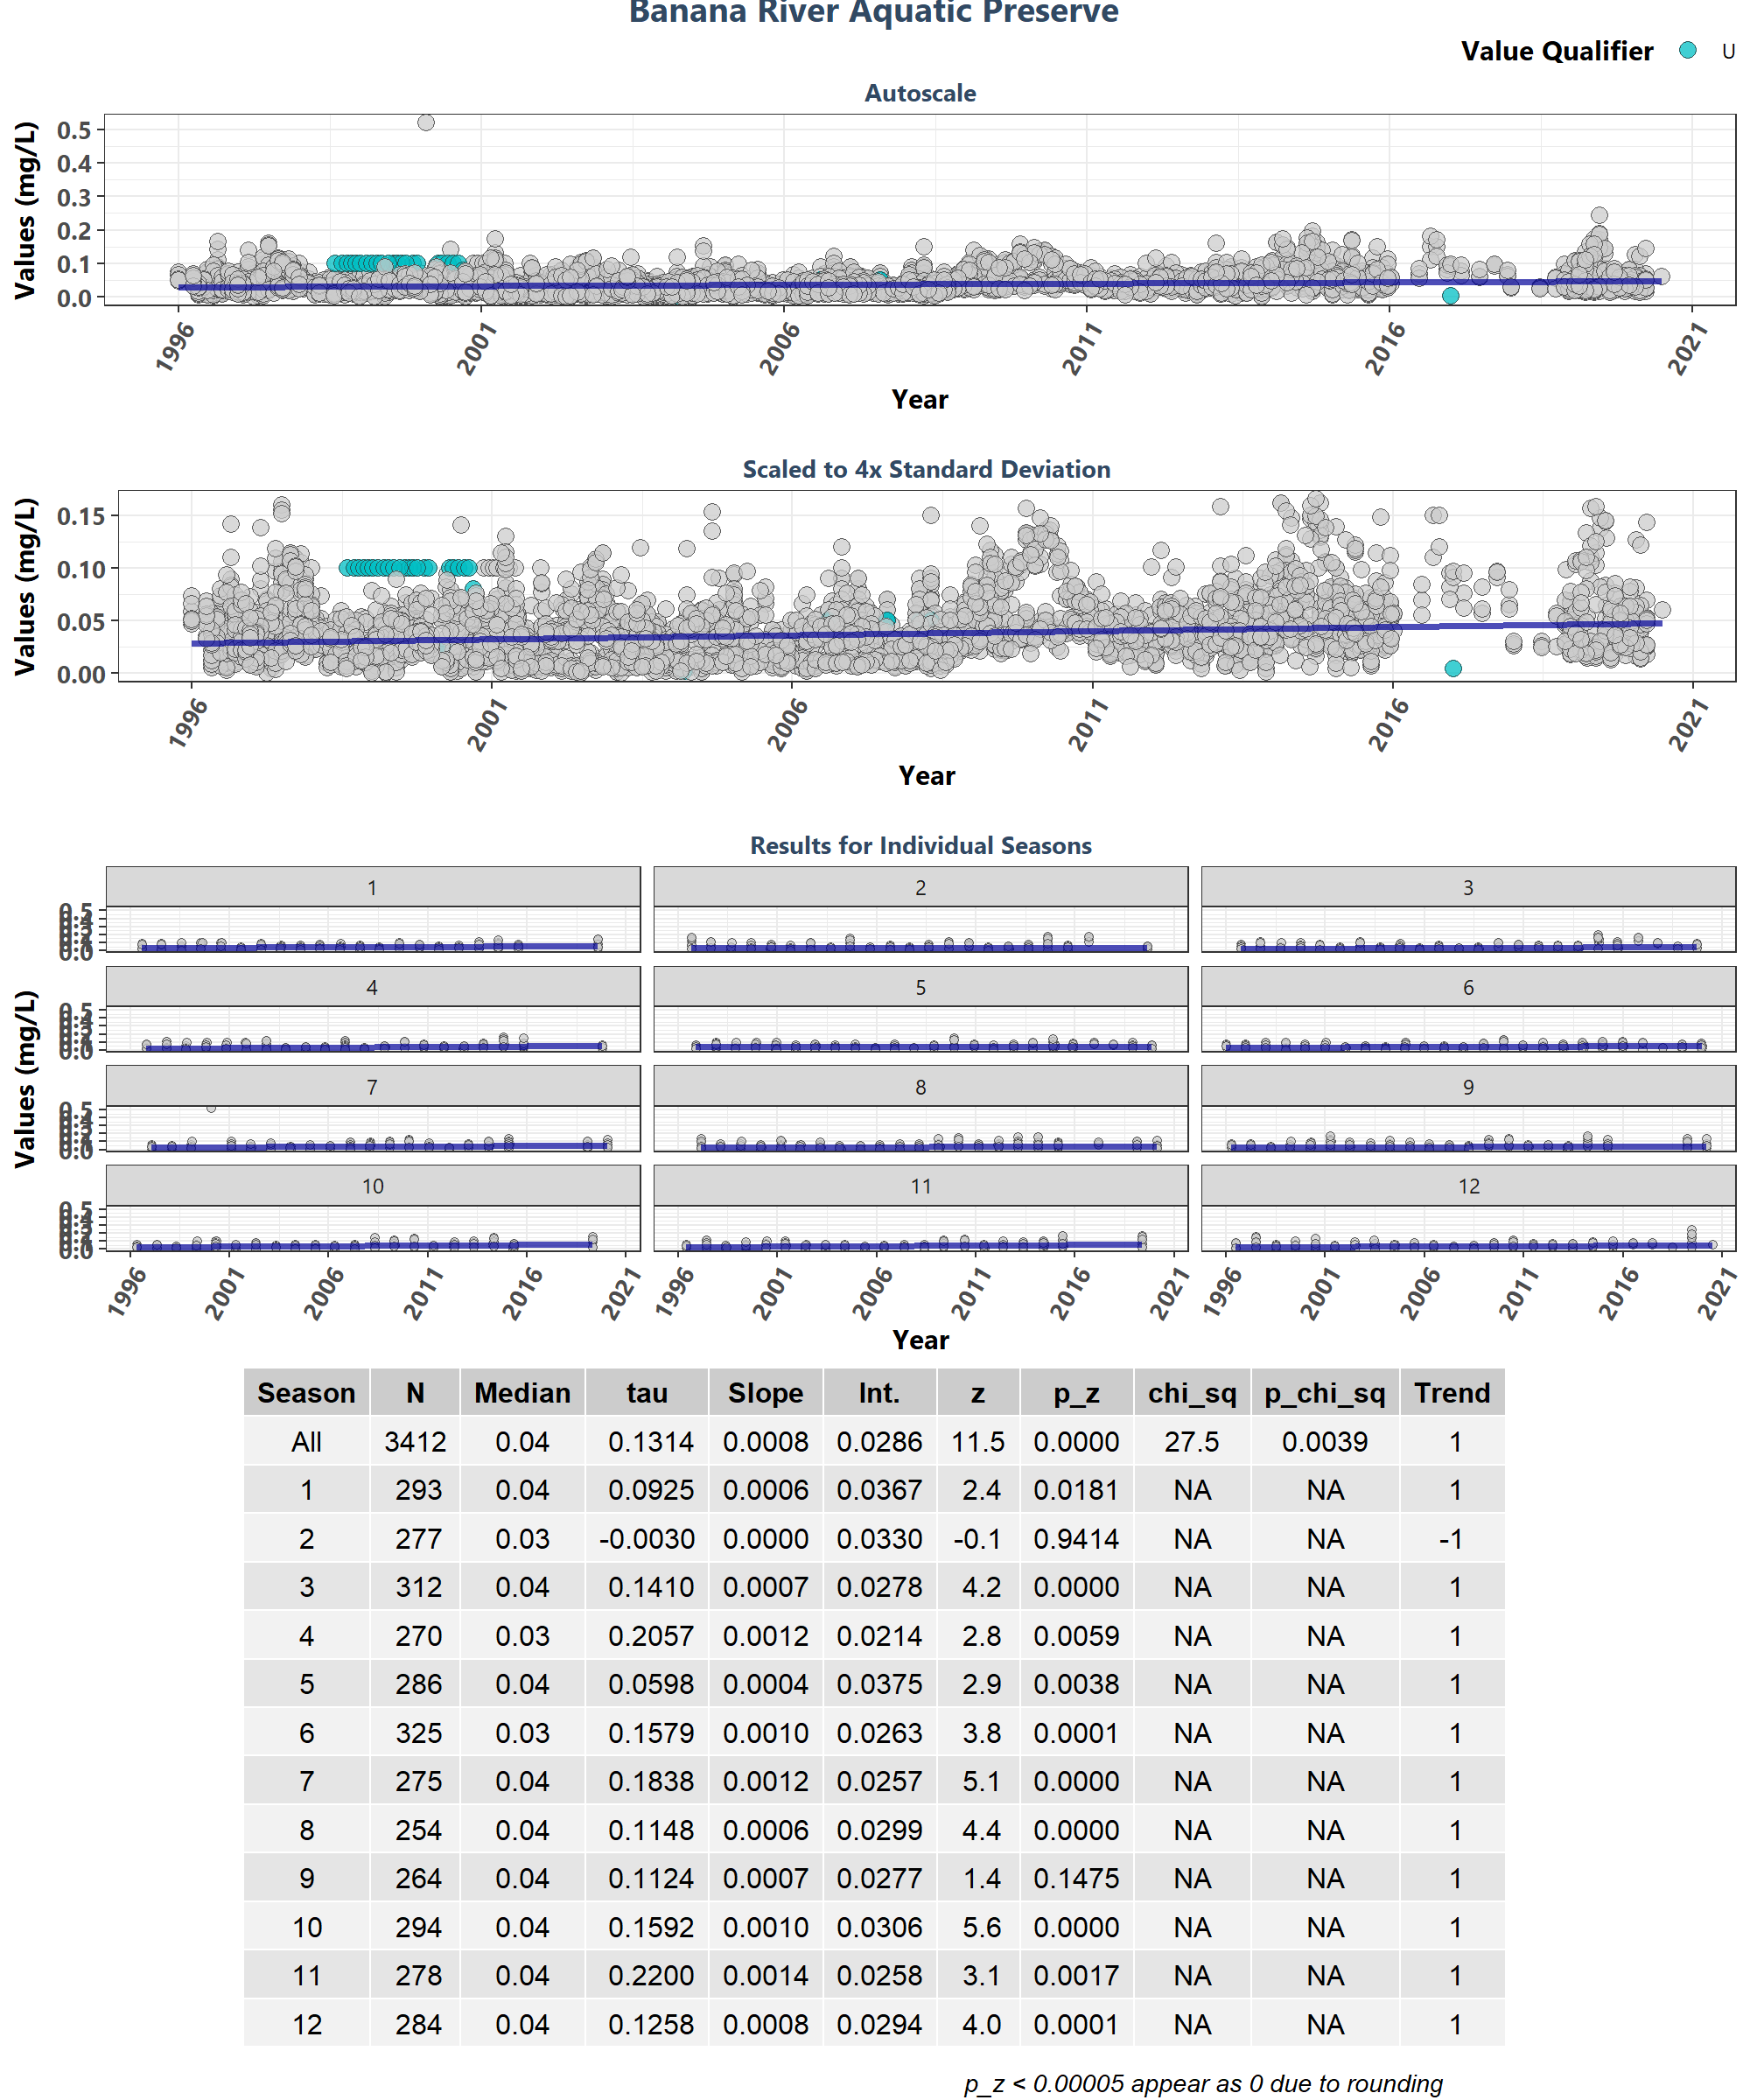 Banana River Aquatic Preserve
Value Qualifier U
Autoscale
Values (mg/L)
0.5
0.4
0.3
0.2
0.1
0.0
1996 2001 2006 2011 2016 2021
Year
Scaled to 4x Standard Deviation
Values (mg/L)
0.15
0.10
0.05
0.00
1996 2001 2006 2011 2016 2021
Year
Results for Individual Seasons
Values (mg/L)
1 2 3
0.5
0.0
4 5 6
0.5
0.0
7 8 9
0.5
0.0
10 11 12
0.5
0.0
1996 2001 2006 2011 2016 2021 1996 2001 2006 2011 2016 2021 1996 2001 2006 2011 2016 2021
Year
Season N Median tau Slope Int. z p_z chi_sq p_chi_sq Trend
All 3412 0.04 0.1314 0.0008 0.0286 11.5 0.0000 27.5 0.0039 1
1 293 0.04 0.0925 0.0006 0.0367 2.4 0.0181 NA NA 1
2 277 0.03 -0.0030 0.0000 0.0330 -0.1 0.9414 NA NA -1
3 312 0.04 0.1410 0.0007 0.0278 4.2 0.0000 NA NA 1
4 270 0.03 0.2057 0.0012 0.0214 2.8 0.0059 NA NA 1
5 286 0.04 0.0598 0.0004 0.0375 2.9 0.0038 NA NA 1
6 325 0.03 0.1579 0.0010 0.0263 3.8 0.0001 NA NA 1
7 275 0.04 0.1838 0.0012 0.0257 5.1 0.0000 NA NA 1
8 254 0.04 0.1148 0.0006 0.0299 4.4 0.0000 NA NA 1
9 264 0.04 0.1124 0.0007 0.0277 1.4 0.1475 NA NA 1
10 294 0.04 0.1592 0.0010 0.0306 5.6 0.0000 NA NA 1
11 278 0.04 0.2200 0.0014 0.0258 3.1 0.0017 NA NA 1
12 284 0.04 0.1258 0.0008 0.0294 4.0 0.0001 NA NA 1
p_z < 0.00005 appear as 0 due to rounding